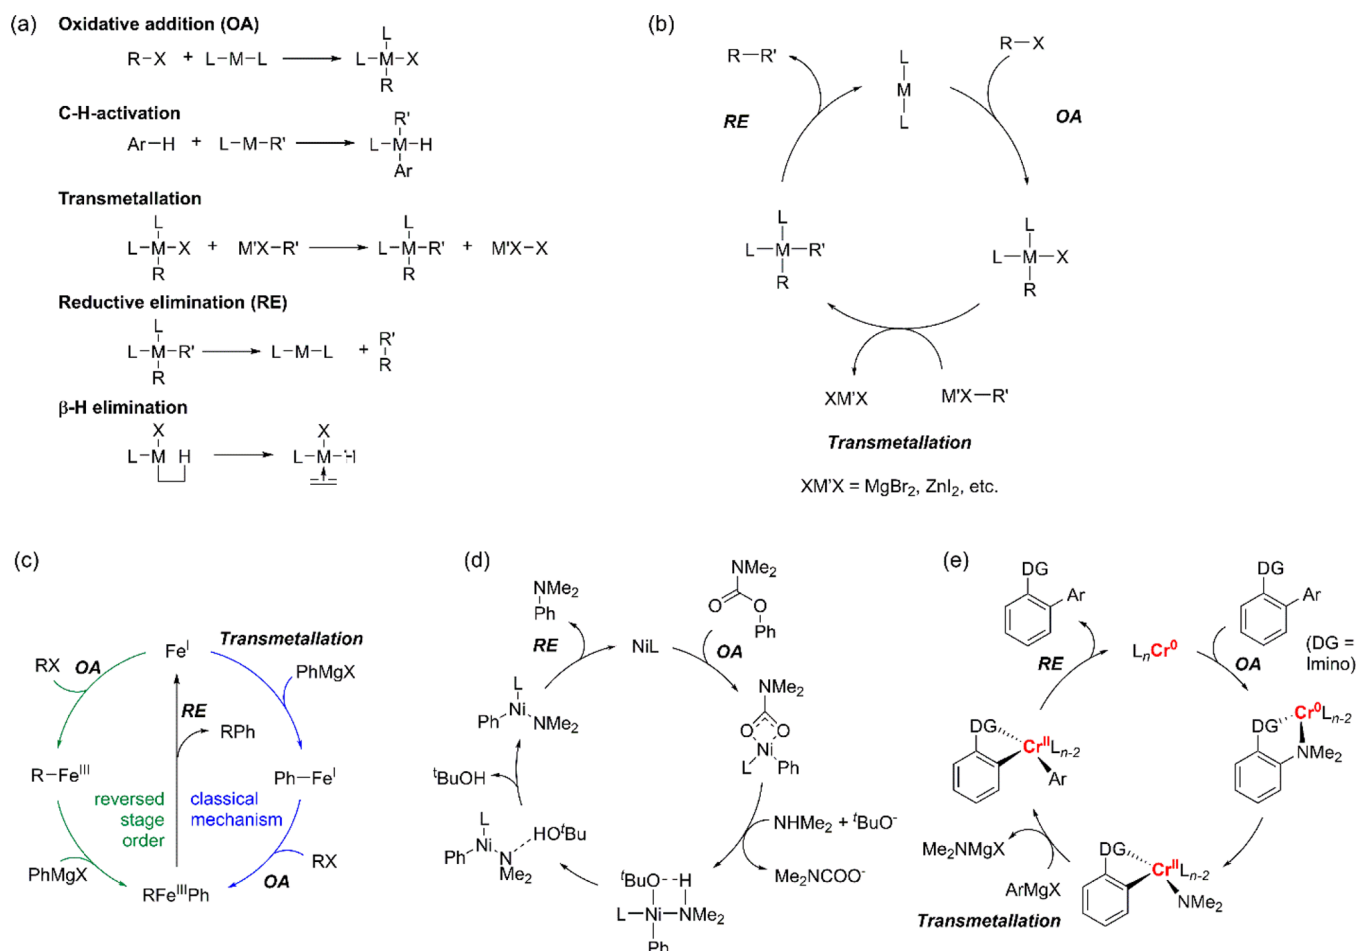 (a)
Oxidative addition (OA)
R–X + L–M–L
L
L–M–X
R
C-H-activation
Ar–H + L–M–R'
R'
L–M–H
Ar
Transmetallation
L
L–M–X + M'X–R'
R
L
L–M–R' + M'X–X
R
Reductive elimination (RE)
L
L–M–R'
R
L–M–L +
R'
R
β-H elimination
X
L–M H
X
L–M–H
(b)
R–R'
L
M
L
R–X
RE
OA
L
L–M–R'
R
L
L–M–X
R
XM'X
M'X–R'
Transmetallation
XM'X = MgBr₂, ZnI₂, etc.
(c)
Transmetallation
Feᴵ
RX
OA
PhMgX
RE
RPh
R–Feᴵᴵᴵ
Ph–Feᴵ
reversed
stage
order
classical
mechanism
PhMgX
RX
OA
RFeᴵᴵᴵPh
(d)
NMe₂
Ph
RE
NiL
NMe₂
O
O
Ph
OA
L
Ni
Ph
NMe₂
NMe₂
O O
Ni
L
Ph
ᵗBuOH
L
Ni
Ph
N
Me₂
HOᵗBu
NHMe₂ + ᵗBuO⁻
Me₂NCOO⁻
ᵗBuO--H
L–Ni–NMe₂
Ph
(e)
DG
Ar
RE
LₙCr⁰
DG
Ar
OA
(DG =
Imino)
DG
Cr⁰Lₙ₋₂
NMe₂
DG
CrᴵᴵLₙ₋₂
Ar
Me₂NMgX
ArMgX
Transmetallation
DG
CrᴵᴵLₙ₋₂
NMe₂